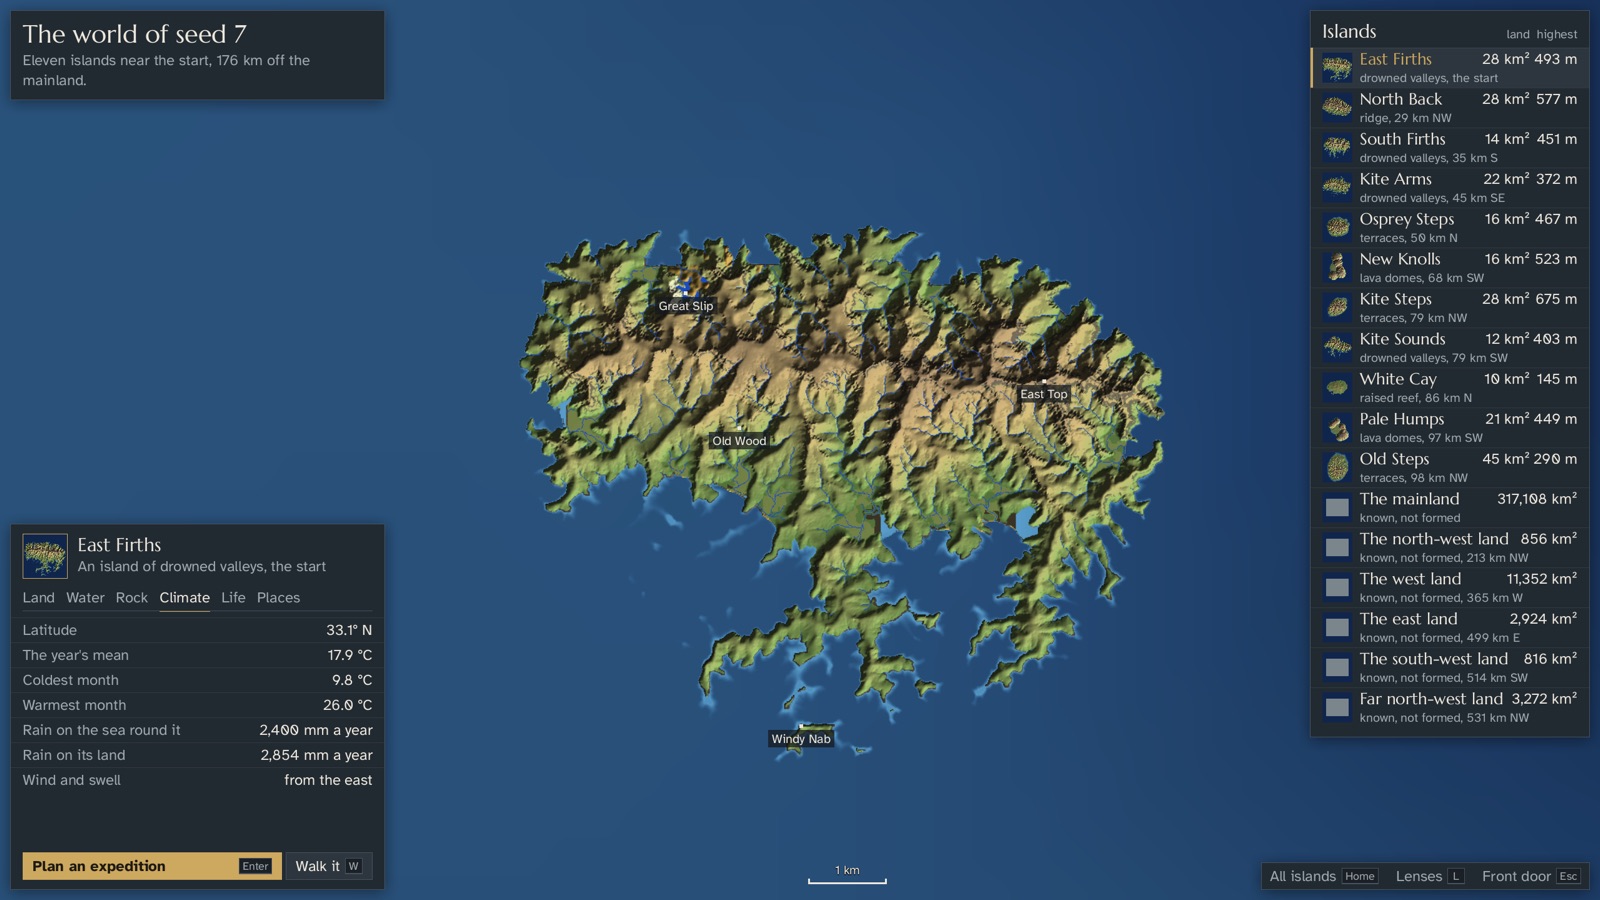 The world of seed 7
Eleven islands near the start, 176 km off the
mainland.
Islands
land highest
East Firths 28 km² 493 m
drowned valleys, the start
North Back 28 km² 577 m
ridge, 29 km NW
South Firths 14 km² 451 m
drowned valleys, 35 km S
Kite Arms 22 km² 372 m
drowned valleys, 45 km SE
Osprey Steps 16 km² 467 m
terraces, 50 km N
New Knolls 16 km² 523 m
lava domes, 68 km SW
Kite Steps 28 km² 675 m
terraces, 79 km NW
Kite Sounds 12 km² 403 m
drowned valleys, 79 km SW
White Cay 10 km² 145 m
raised reef, 86 km N
Pale Humps 21 km² 449 m
lava domes, 97 km SW
Old Steps 45 km² 290 m
terraces, 98 km NW
The mainland 317,108 km²
known, not formed
The north-west land 856 km²
known, not formed, 213 km NW
The west land 11,352 km²
known, not formed, 365 km W
The east land 2,924 km²
known, not formed, 499 km E
The south-west land 816 km²
known, not formed, 514 km SW
Far north-west land 3,272 km²
known, not formed, 531 km NW
Great Slip
East Top
Old Wood
Windy Nab
East Firths
An island of drowned valleys, the start
Land Water Rock Climate Life Places
Latitude 33.1° N
The year's mean 17.9 °C
Coldest month 9.8 °C
Warmest month 26.0 °C
Rain on the sea round it 2,400 mm a year
Rain on its land 2,854 mm a year
Wind and swell from the east
Plan an expedition Enter
Walk it W
1 km
All islands Home
Lenses L
Front door Esc